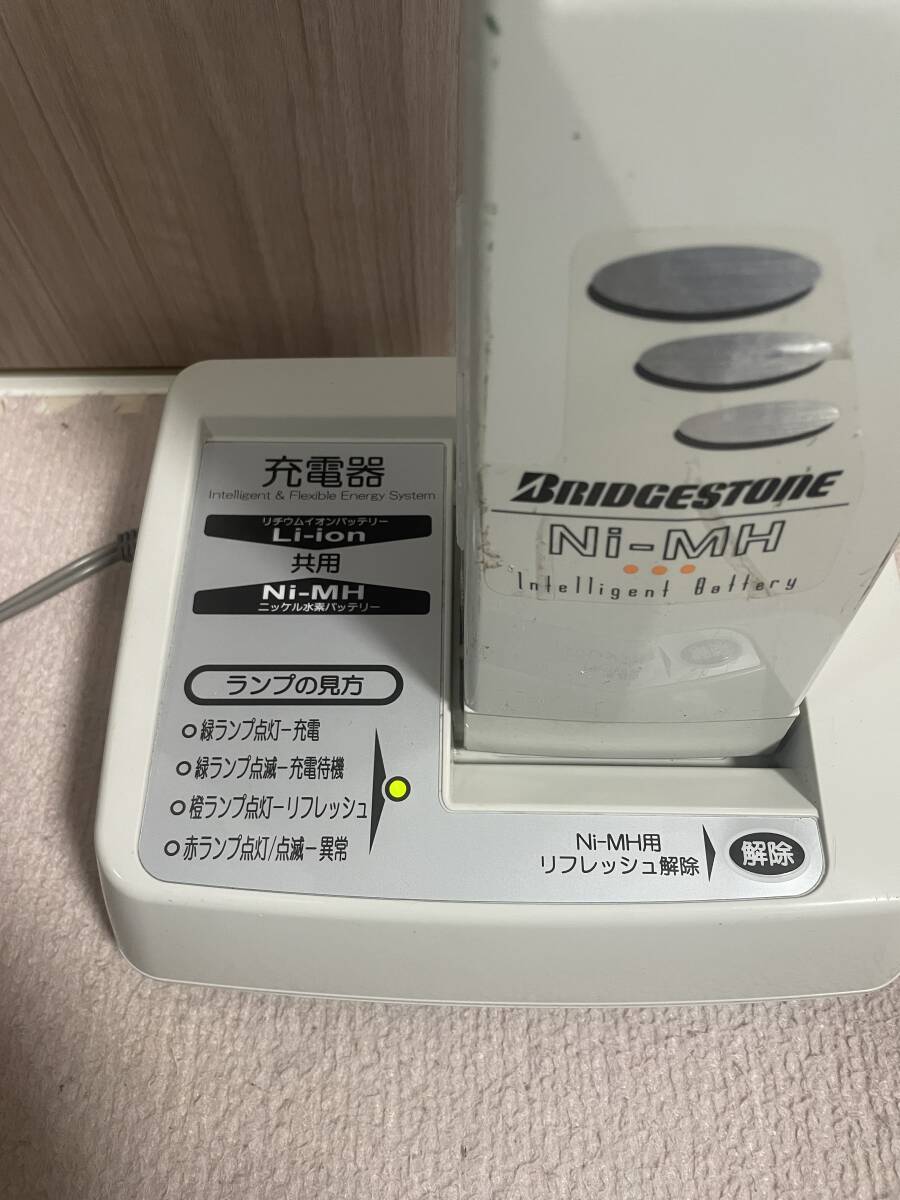 充電器
Intelligent & Flexible Energy System
リチウムイオンバッテリー
Li-ion
共用
Ni-MH
ニッケル水素バッテリー
ランプの見方
緑ランプ点灯ー充電
緑ランプ点滅ー充電待機
橙ランプ点灯ーリフレッシュ
赤ランプ点灯/点滅ー異常
Ni-MH用
リフレッシュ解除
解除
BRIDGESTONE
Ni-MH
Intelligent Battery